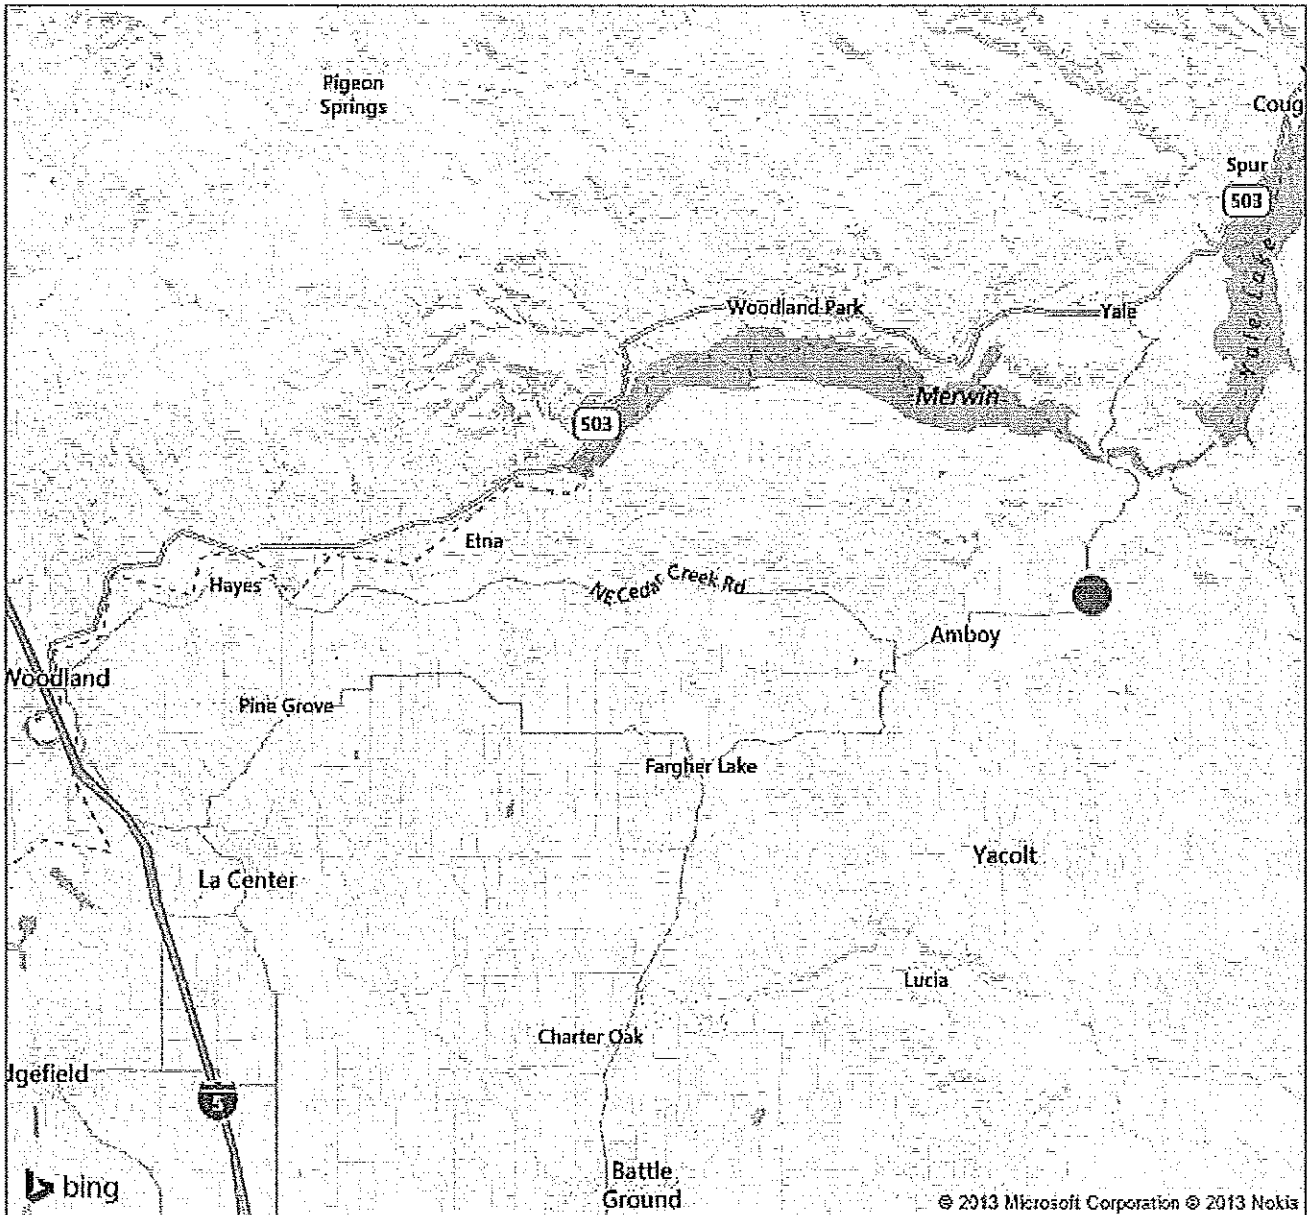 Pigeon
Springs
Coug
Spur
503
Yale Lake
Woodland Park
Yale
Merwin
503
Etna
Hayes
NE Cedar Creek Rd
Amboy
Woodland
Pine Grove
Fargher Lake
Yacolt
La Center
Lucia
Charter Oak
dgefield
5
bing
Battle
Ground
© 2013 Microsoft Corporation © 2013 Nokia